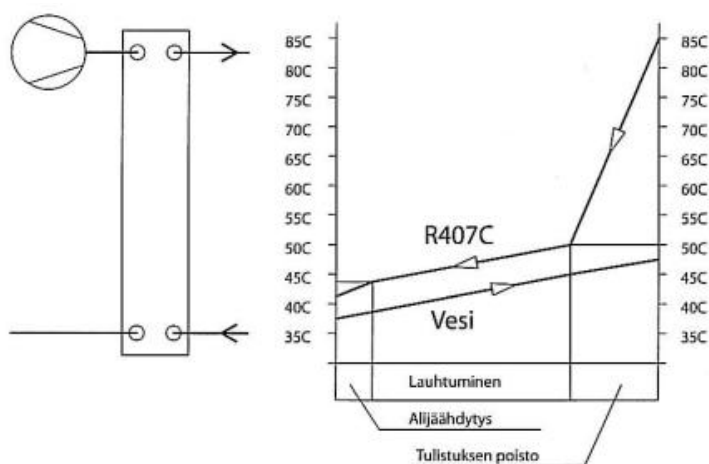 85C
80C
75C
70C
65C
60C
55C
50C
45C
40C
35C
R407C
Vesi
85C
80C
75C
70C
65C
60C
55C
50C
45C
40C
35C
Lauhtuminen
Alijäähdytys
Tulistuksen poisto